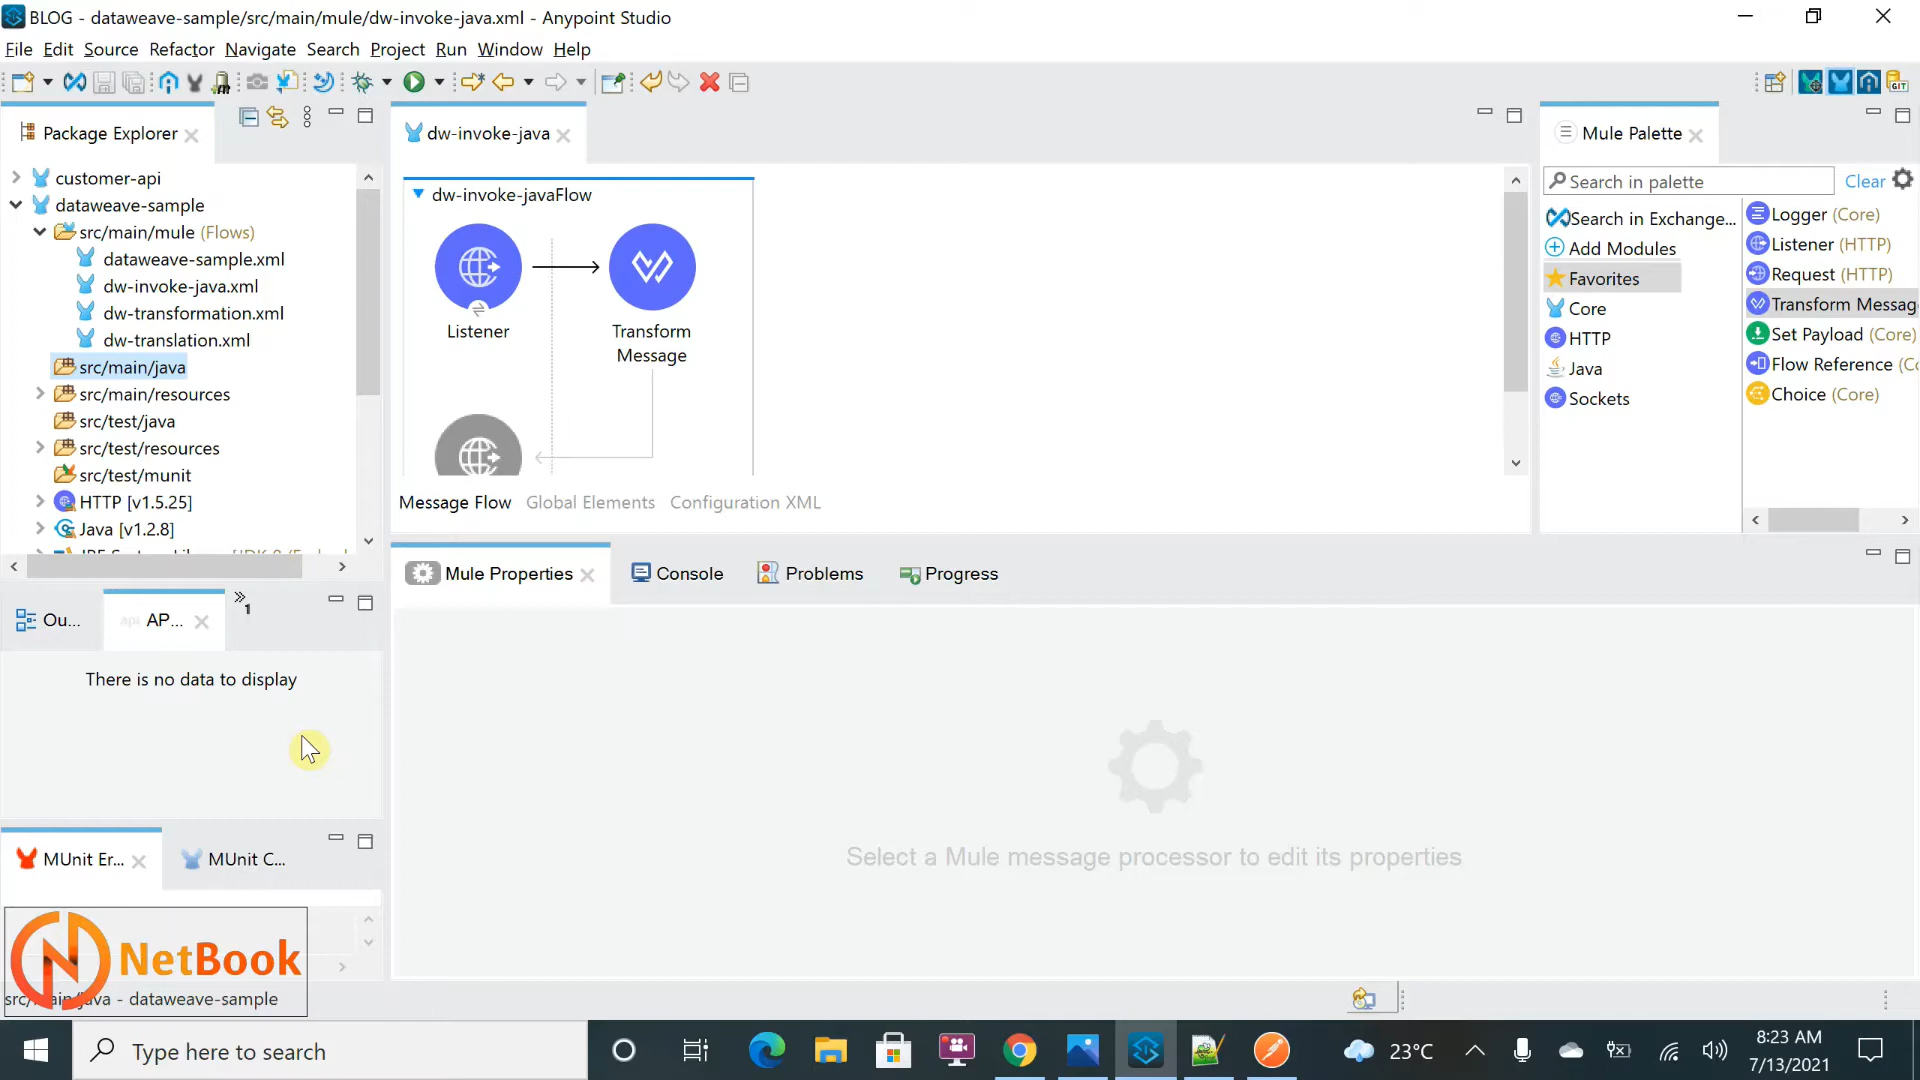 BLOG - dataweave-sample/src/main/mule/dw-invoke-java.xml - Anypoint Studio
File Edit Source Refactor Navigate Search Project Run Window Help
GIT
Package Explorer
customer-api
dataweave-sample
src/main/mule (Flows)
dataweave-sample.xml
dw-invoke-java.xml
dw-transformation.xml
dw-translation.xml
src/main/java
src/main/resources
src/test/java
src/test/resources
src/test/munit
HTTP [v1.5.25]
Java [v1.2.8]
dw-invoke-java
dw-invoke-javaFlow
Listener
Transform
Message
Message Flow Global Elements Configuration XML
Mule Palette
Search in palette
Clear
Search in Exchange...
Add Modules
Favorites
Core
HTTP
Java
Sockets
Logger (Core)
Listener (HTTP)
Request (HTTP)
Transform Messag
Set Payload (Core)
Flow Reference (Co
Choice (Core)
Ou...
api AP...
1
There is no data to display
Mule Properties
Console
Problems
Progress
Select a Mule message processor to edit its properties
MUnit Er...
MUnit C...
NetBook
src/main/java - dataweave-sample
Type here to search
23°C
8:23 AM
7/13/2021